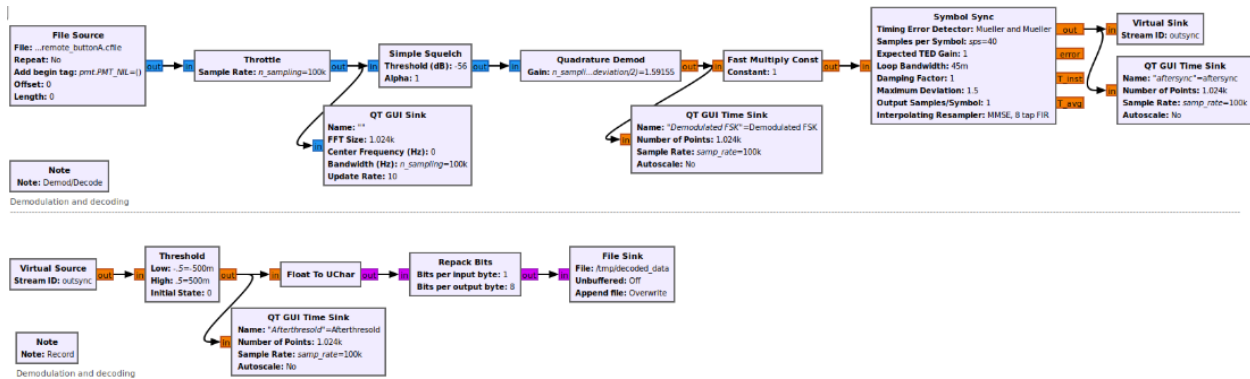 File Source
File: ...remote_buttonA.cfile
Repeat: No
Add begin tag: pmt.PMT_NIL=()
Offset: 0
Length: 0
out
in
Throttle
Sample Rate: n_sampling=100k
out
in
Simple Squelch
Threshold (dB): -56
Alpha: 1
out
in
Quadrature Demod
Gain: n_sampli...deviation/2)=1.59155
out
in
Fast Multiply Const
Constant: 1
out
in
Symbol Sync
Timing Error Detector: Mueller and Mueller
Samples per Symbol: sps=40
Expected TED Gain: 1
Loop Bandwidth: 45m
Damping Factor: 1
Maximum Deviation: 1.5
Output Samples/Symbol: 1
Interpolating Resampler: MMSE, 8 tap FIR
out
error
T_inst
T_avg
in
Virtual Sink
Stream ID: outsync
in
QT GUI Time Sink
Name: "aftersync"=aftersync
Number of Points: 1.024k
Sample Rate: samp_rate=100k
Autoscale: No
in
QT GUI Sink
Name: ""
FFT Size: 1.024k
Center Frequency (Hz): 0
Bandwidth (Hz): n_sampling=100k
Update Rate: 10
in
QT GUI Time Sink
Name: "Demodulated FSK"=Demodulated FSK
Number of Points: 1.024k
Sample Rate: samp_rate=100k
Autoscale: No
Note
Note: Demod/Decode
Demodulation and decoding
Virtual Source
Stream ID: outsync
out
in
Threshold
Low: -.5=-500m
High: .5=500m
Initial State: 0
out
in
Float To UChar
out
in
Repack Bits
Bits per input byte: 1
Bits per output byte: 8
out
in
File Sink
File: /tmp/decoded_data
Unbuffered: Off
Append file: Overwrite
in
QT GUI Time Sink
Name: "Afterthresold"=Afterthresold
Number of Points: 1.024k
Sample Rate: samp_rate=100k
Autoscale: No
Note
Note: Record
Demodulation and decoding